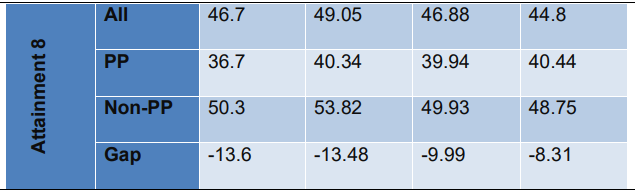 Attainment 8
All 46.7 49.05 46.88 44.8
PP 36.7 40.34 39.94 40.44
Non-PP 50.3 53.82 49.93 48.75
Gap -13.6 -13.48 -9.99 -8.31